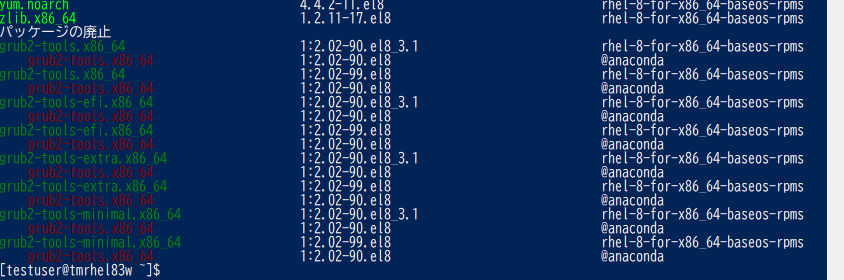 yum.noarch 4.4.2-11.el8 rhel-8-for-x86_64-baseos-rpms
zlib.x86_64 1.2.11-17.el8 rhel-8-for-x86_64-baseos-rpms
パッケージの廃止
grub2-tools.x86_64 1:2.02-90.el8_3.1 rhel-8-for-x86_64-baseos-rpms
grub2-tools.x86_64 1:2.02-90.el8 @anaconda
grub2-tools.x86_64 1:2.02-99.el8 rhel-8-for-x86_64-baseos-rpms
grub2-tools.x86_64 1:2.02-90.el8 @anaconda
grub2-tools-efi.x86_64 1:2.02-90.el8_3.1 rhel-8-for-x86_64-baseos-rpms
grub2-tools.x86_64 1:2.02-90.el8 @anaconda
grub2-tools-efi.x86_64 1:2.02-99.el8 rhel-8-for-x86_64-baseos-rpms
grub2-tools.x86_64 1:2.02-90.el8 @anaconda
grub2-tools-extra.x86_64 1:2.02-90.el8_3.1 rhel-8-for-x86_64-baseos-rpms
grub2-tools.x86_64 1:2.02-90.el8 @anaconda
grub2-tools-extra.x86_64 1:2.02-99.el8 rhel-8-for-x86_64-baseos-rpms
grub2-tools.x86_64 1:2.02-90.el8 @anaconda
grub2-tools-minimal.x86_64 1:2.02-90.el8_3.1 rhel-8-for-x86_64-baseos-rpms
grub2-tools.x86_64 1:2.02-90.el8 @anaconda
grub2-tools-minimal.x86_64 1:2.02-99.el8 rhel-8-for-x86_64-baseos-rpms
grub2-tools.x86_64 1:2.02-90.el8 @anaconda
[testuser@tmrhel83w ~]$